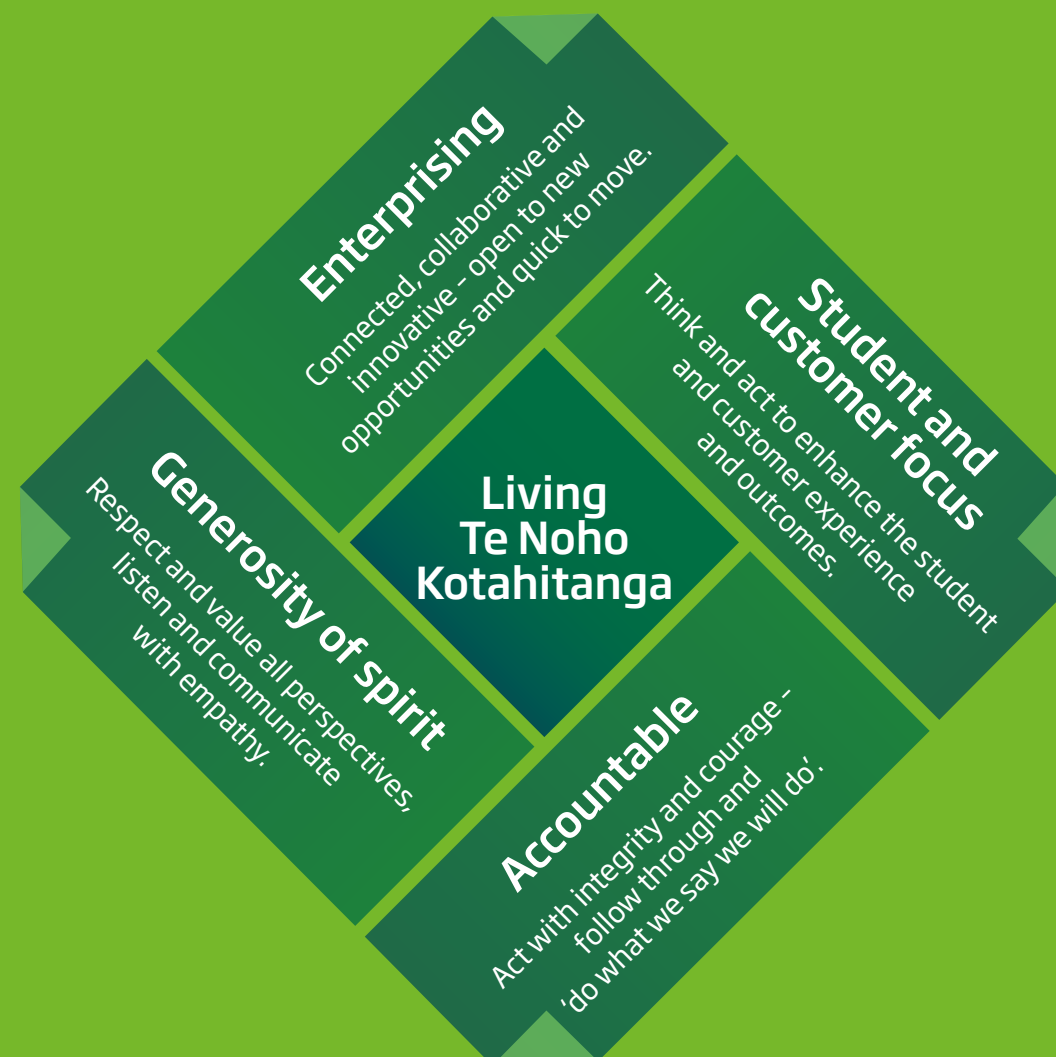 Enterprising
Connected, collaborative and
innovative - open to new
opportunities and quick to move.
Student and
customer focus
Think and act to enhance the student
and customer experience
and outcomes.
Living
Te Noho
Kotahitanga
Generosity of spirit
Respect and value all perspectives,
listen and communicate
with empathy.
Accountable
Act with integrity and courage -
follow through and
‘do what we say we will do’.